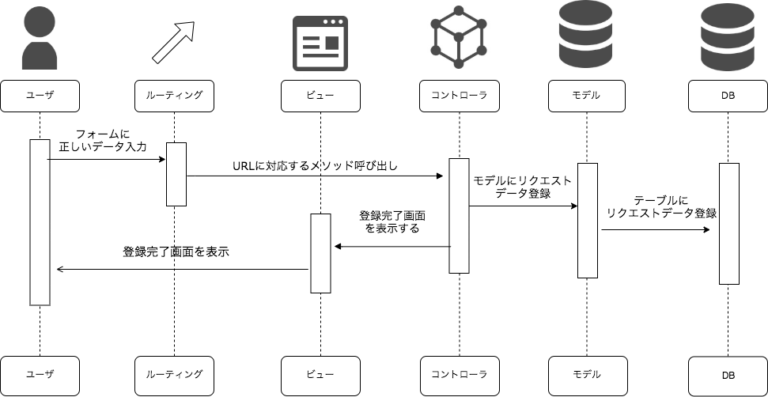 ユーザ
ルーティング
ビュー
コントローラ
モデル
DB
フォームに
正しいデータ入力
URLに対応するメソッド呼び出し
モデルにリクエスト
データ登録
テーブルに
リクエストデータ登録
登録完了画面
を表示する
登録完了画面を表示
ユーザ
ルーティング
ビュー
コントローラ
モデル
DB